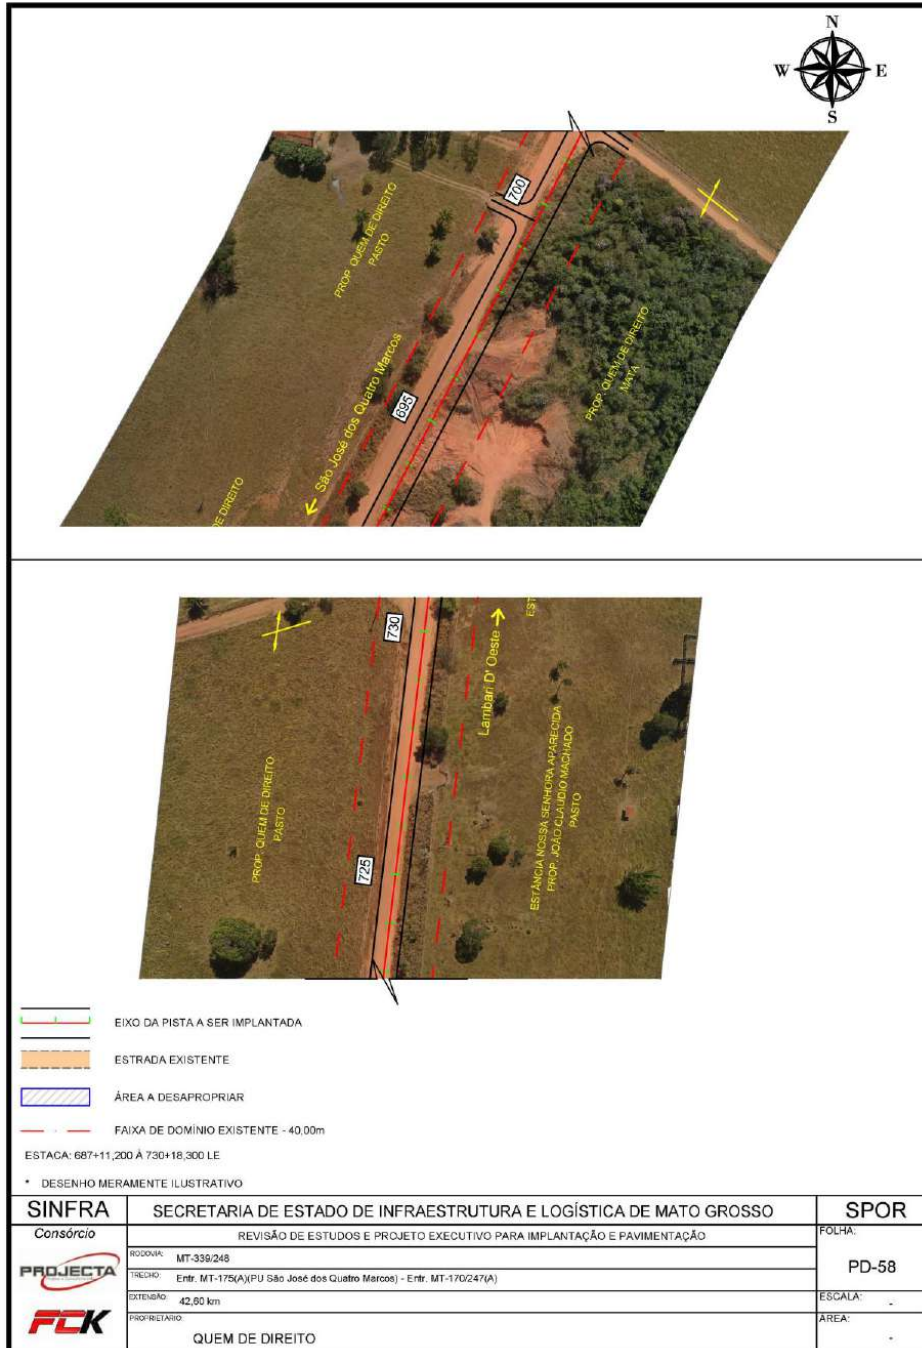 N
W E
S
700
PROP. QUEM DE DIREITO
PASTO
695
São José dos Quatro Marcos
PROP. QUEM DE DIREITO
MATA
DE DIREITO
730
Lambari D' Oeste
EST
PROP. QUEM DE DIREITO
PASTO
725
ESTÂNCIA NOSSA SENHORA APARECIDA
PROP. JOÃO CLAUDIO MACHADO
PASTO
EIXO DA PISTA A SER IMPLANTADA
ESTRADA EXISTENTE
ÁREA A DESAPROPRIAR
FAIXA DE DOMÍNIO EXISTENTE - 40,00m
ESTACA: 687+11,200 À 730+18,300 LE
* DESENHO MERAMENTE ILUSTRATIVO
SINFRA
SECRETARIA DE ESTADO DE INFRAESTRUTURA E LOGÍSTICA DE MATO GROSSO
SPOR
Consórcio
REVISÃO DE ESTUDOS E PROJETO EXECUTIVO PARA IMPLANTAÇÃO E PAVIMENTAÇÃO
FOLHA:
PD-58
PROJECTA
RODOVIA: MT-339/248
TRECHO: Entr. MT-175(A)(PU São José dos Quatro Marcos) - Entr. MT-170/247(A)
EXTENSÃO: 42,60 km
ESCALA: -
FCK
PROPRIETÁRIO:
QUEM DE DIREITO
ÁREA:
-